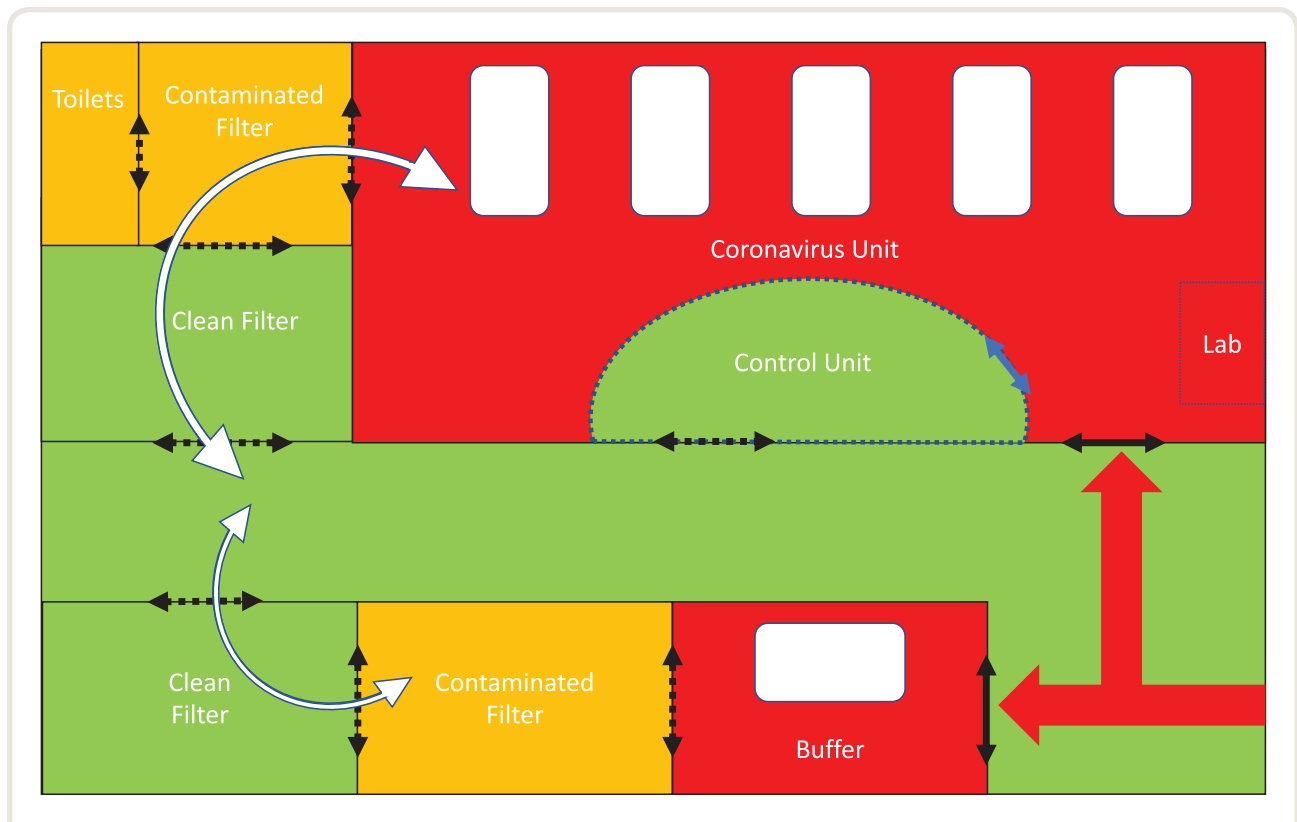 Toilets
Contaminated
Filter
Coronavirus Unit
Clean Filter
Control Unit
Lab
Clean
Filter
Contaminated
Filter
Buffer